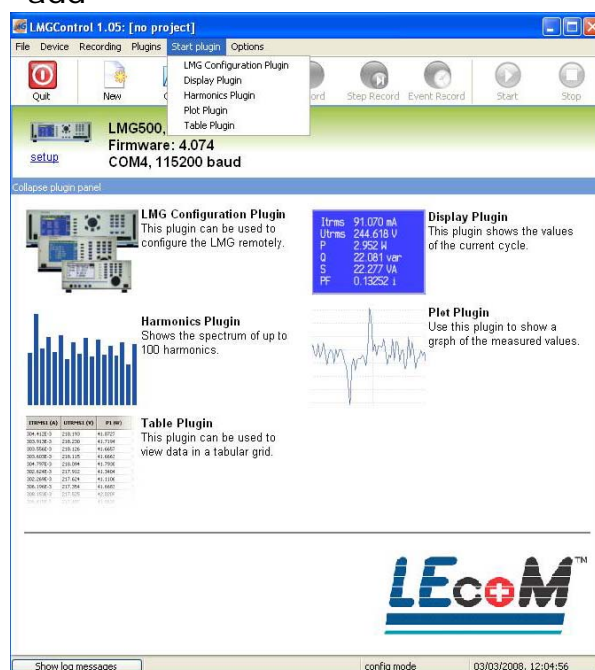 add
LMGControl 1.05: [no project]
File Device Recording Plugins Start plugin Options
LMG Configuration Plugin
Display Plugin
Harmonics Plugin
Plot Plugin
Table Plugin
Quit New Step Record Event Record Start Stop
LMG500,
Firmware: 4.074
COM4, 115200 baud
setup
Collapse plugin panel
LMG Configuration Plugin
This plugin can be used to
configure the LMG remotely.
Itrms 91.070 mA
Utrms 244.618 V
P 2.952 W
Q 22.081 var
S 22.277 VA
PF 0.13252 i
Display Plugin
This plugin shows the values
of the current cycle.
Harmonics Plugin
Shows the spectrum of up to
100 harmonics.
Plot Plugin
Use this plugin to show a
graph of the measured values.
ITRMS1 (A) UTRMS1 (V) P1 (W)
Table Plugin
This plugin can be used to
view data in a tabular grid.
LEcoM™
Show log messages config mode 03/03/2008, 12:04:56